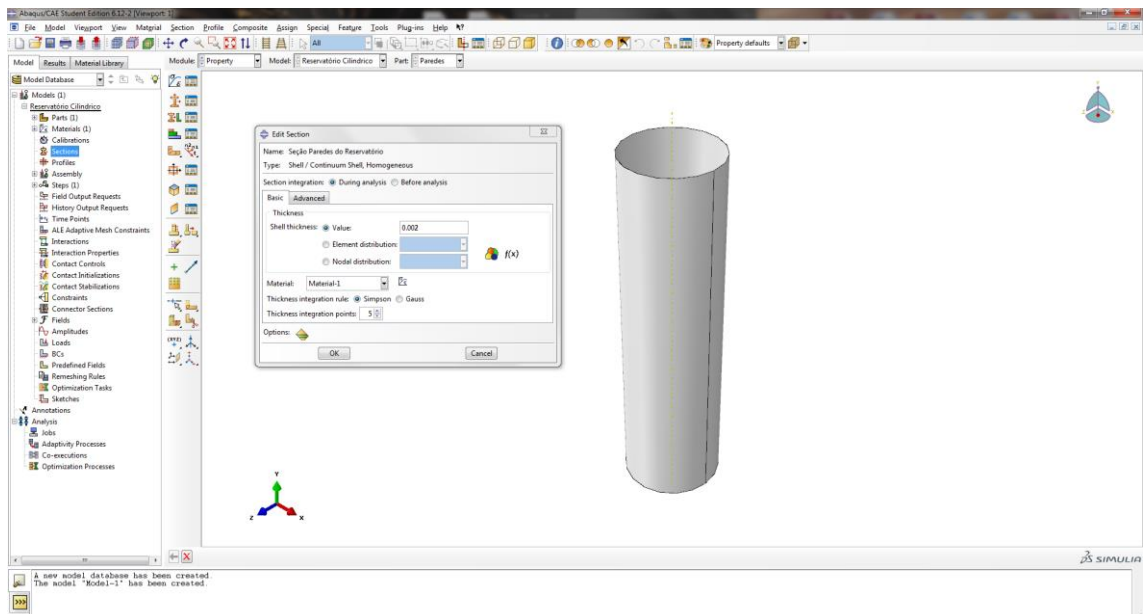 Abaqus/CAE Student Edition 6.12-2 [Viewport: 1]
File Model Viewport View Material Section Profile Composite Assign Special Feature Tools Plug-ins Help
All Property defaults
Model Results Material Library Module: Property Model: Reservatório Cilíndrico Part: Paredes
Model Database
Models (1)
Reservatório Cilíndrico
Parts (1)
Materials (1)
Calibrations
Sections
Profiles
Assembly
Steps (1)
Field Output Requests
History Output Requests
Time Points
ALE Adaptive Mesh Constraints
Interactions
Interaction Properties
Contact Controls
Contact Initializations
Contact Stabilizations
Constraints
Connector Sections
Fields
Amplitudes
Loads
BCs
Predefined Fields
Remeshing Rules
Optimization Tasks
Sketches
Annotations
Analysis
Jobs
Adaptivity Processes
Co-executions
Optimization Processes
Edit Section
Name: Seção Paredes do Reservatório
Type: Shell / Continuum Shell, Homogeneous
Section integration: During analysis Before analysis
Basic Advanced
Thickness
Shell thickness: Value: 0.002
Element distribution:
Nodal distribution: f(x)
Material: Material-1
Thickness integration rule: Simpson Gauss
Thickness integration points: 5
Options:
OK Cancel
Y
Z X
SIMULIA
A new model database has been created.
The model "Model-1" has been created.